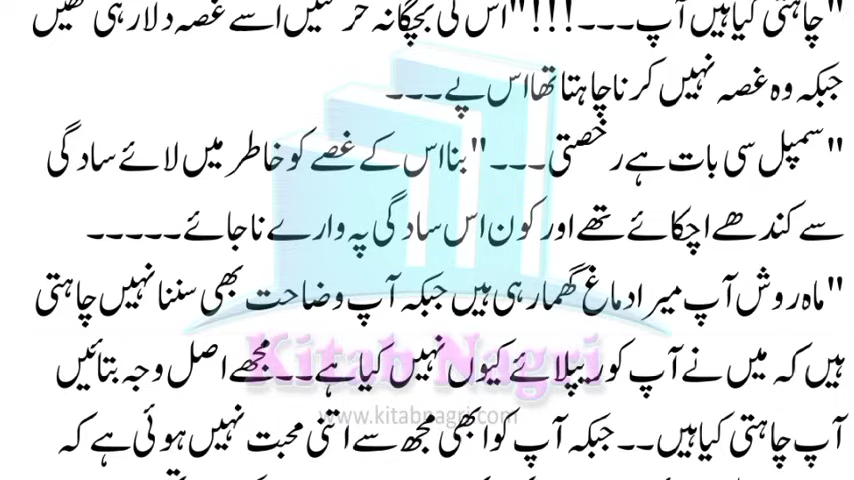 "چاہتی کیا ہیں آپ۔۔۔!!!" اس کی بچگانہ حرکتیں اسے غصہ دلا رہی تھیں
جبکہ وہ غصہ نہیں کرنا چاہتا تھا اس پے۔۔۔
"سمپل سی بات ہے رخصتی۔۔۔" بنا اس کے غصے کو خاطر میں لائے سادگی
سے کندھے اچکائے تھے اور کون اس سادگی پہ وارے نا جائے۔۔۔۔۔
"ماہ روش آپ میرا دماغ گھما رہی ہیں جبکہ آپ وضاحت بھی سننا نہیں چاہتی
ہیں کہ میں نے آپ کو ریپلائے کیوں نہیں کیا ہے۔۔۔ مجھے اصل وجہ بتائیں
Kitab Nagri
www.kitabnagri.com
آپ چاہتی کیا ہیں۔۔ جبکہ آپ کو ابھی مجھ سے اتنی محبت نہیں ہوئی ہے کہ